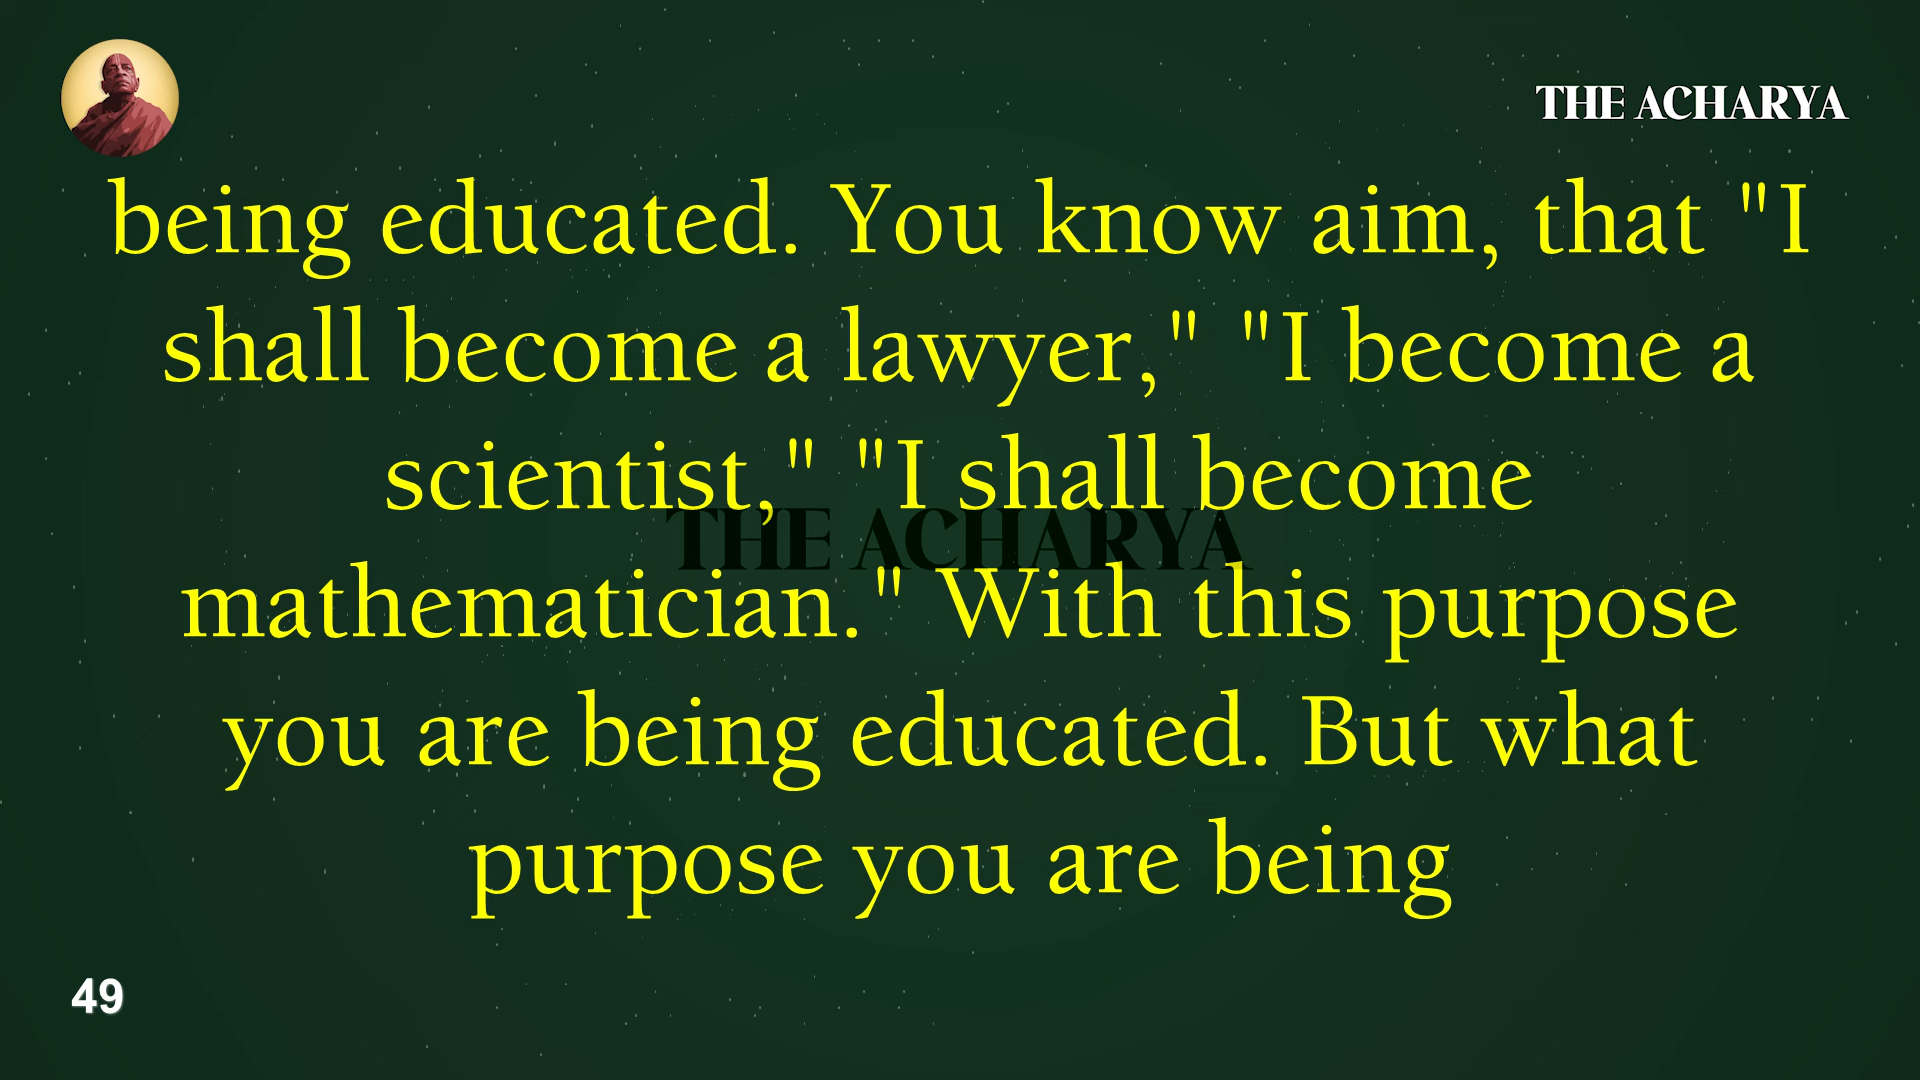 THE ACHARYA
being educated. You know aim, that "I
shall become a lawyer," "I become a
scientist," "I shall become
THE ACHARYA
mathematician." With this purpose
you are being educated. But what
purpose you are being
49